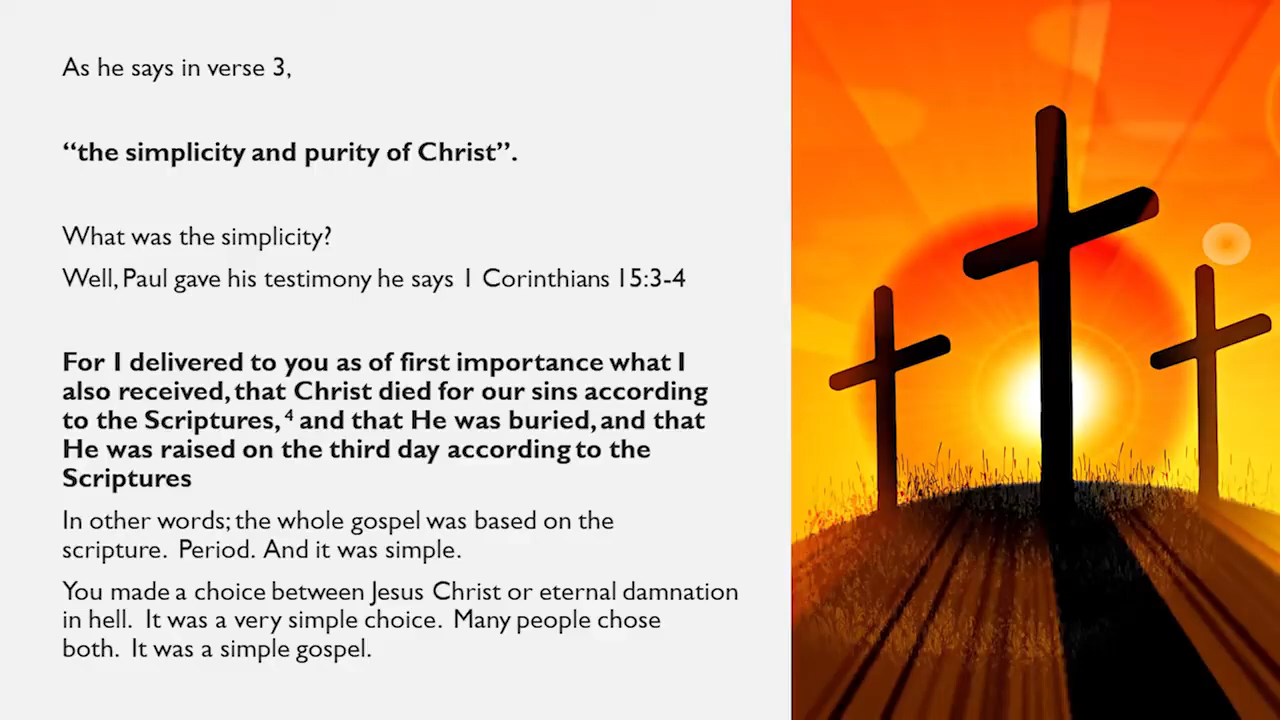 As he says in verse 3,
“the simplicity and purity of Christ”.
What was the simplicity?
Well, Paul gave his testimony he says 1 Corinthians 15:3-4
For I delivered to you as of first importance what I
also received, that Christ died for our sins according
to the Scriptures, ⁴ and that He was buried, and that
He was raised on the third day according to the
Scriptures
In other words; the whole gospel was based on the
scripture. Period. And it was simple.
You made a choice between Jesus Christ or eternal damnation
in hell. It was a very simple choice. Many people chose
both. It was a simple gospel.